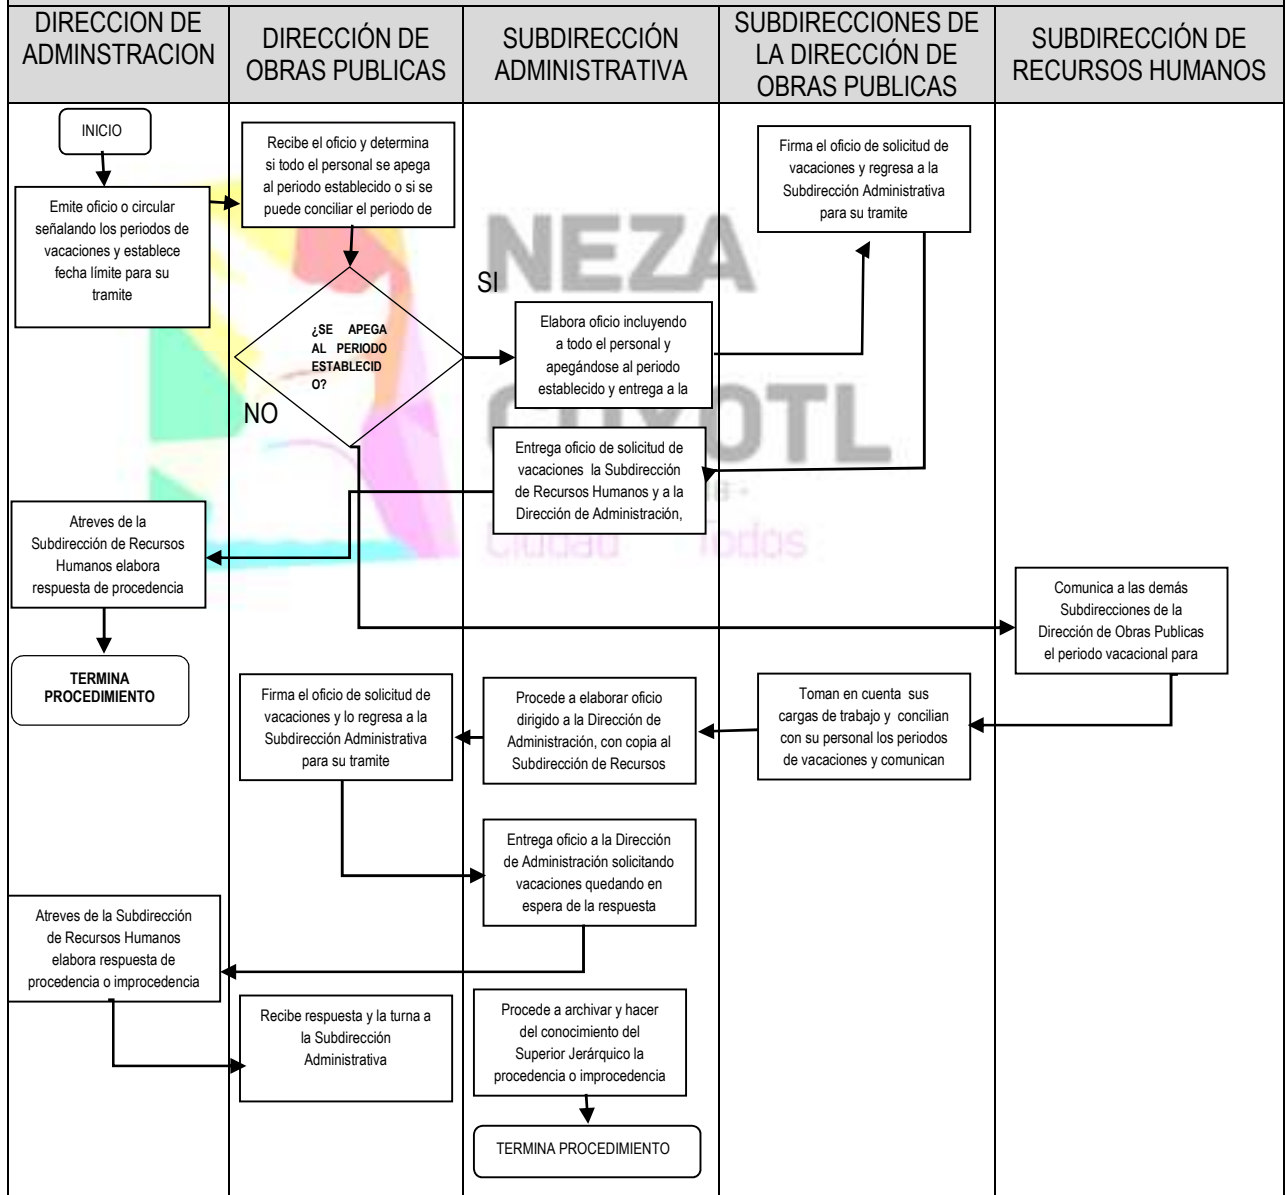 DIRECCION DE
ADMINSTRACION
DIRECCIÓN DE
OBRAS PUBLICAS
SUBDIRECCIÓN
ADMINISTRATIVA
SUBDIRECCIONES DE
LA DIRECCIÓN DE
OBRAS PUBLICAS
SUBDIRECCIÓN DE
RECURSOS HUMANOS
INICIO
Emite oficio o circular
señalando los periodos de
vacaciones y establece
fecha límite para su
tramite
Recibe el oficio y determina
si todo el personal se apega
al periodo establecido o si se
puede conciliar el periodo de
Firma el oficio de solicitud de
vacaciones y regresa a la
Subdirección Administrativa
para su tramite
NEZA
SI
¿SE APEGA
AL PERIODO
ESTABLECID
O?
NO
Elabora oficio incluyendo
a todo el personal y
apegándose al periodo
establecido y entrega a la
Entrega oficio de solicitud de
vacaciones la Subdirección
de Recursos Humanos y a la
Dirección de Administración,
Ciudad Todos
Atreves de la
Subdirección de Recursos
Humanos elabora
respuesta de procedencia
TERMINA
PROCEDIMIENTO
Comunica a las demás
Subdirecciones de la
Dirección de Obras Publicas
el periodo vacacional para
Firma el oficio de solicitud de
vacaciones y lo regresa a la
Subdirección Administrativa
para su tramite
Procede a elaborar oficio
dirigido a la Dirección de
Administración, con copia al
Subdirección de Recursos
Toman en cuenta sus
cargas de trabajo y concilian
con su personal los periodos
de vacaciones y comunican
Entrega oficio a la Dirección
de Administración solicitando
vacaciones quedando en
espera de la respuesta
Atreves de la Subdirección
de Recursos Humanos
elabora respuesta de
procedencia o improcedencia
Recibe respuesta y la turna a
la Subdirección
Administrativa
Procede a archivar y hacer
del conocimiento del
Superior Jerárquico la
procedencia o improcedencia
TERMINA PROCEDIMIENTO